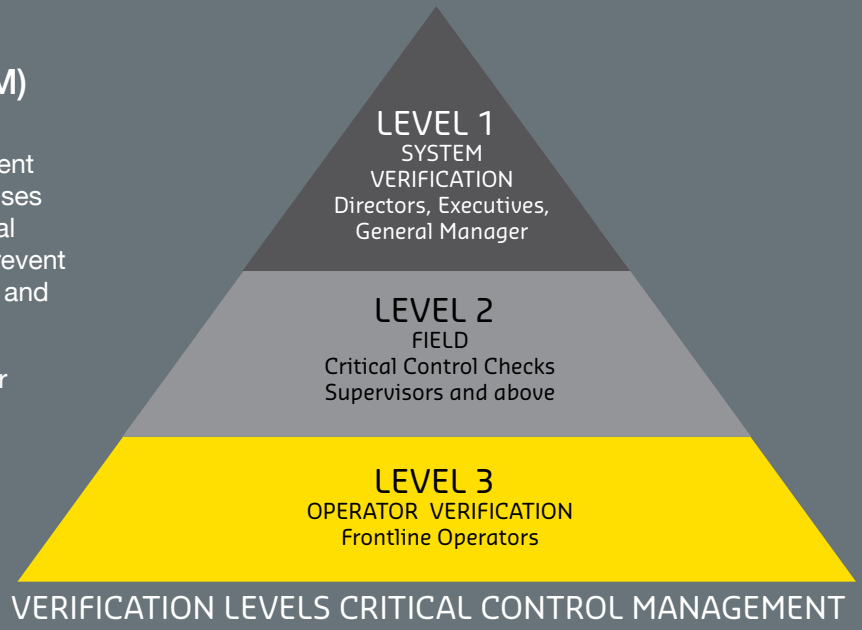 M)
ent
ses
al
revent
and
r
LEVEL 1
SYSTEM
VERIFICATION
Directors, Executives,
General Manager
LEVEL 2
FIELD
Critical Control Checks
Supervisors and above
LEVEL 3
OPERATOR VERIFICATION
Frontline Operators
VERIFICATION LEVELS CRITICAL CONTROL MANAGEMENT